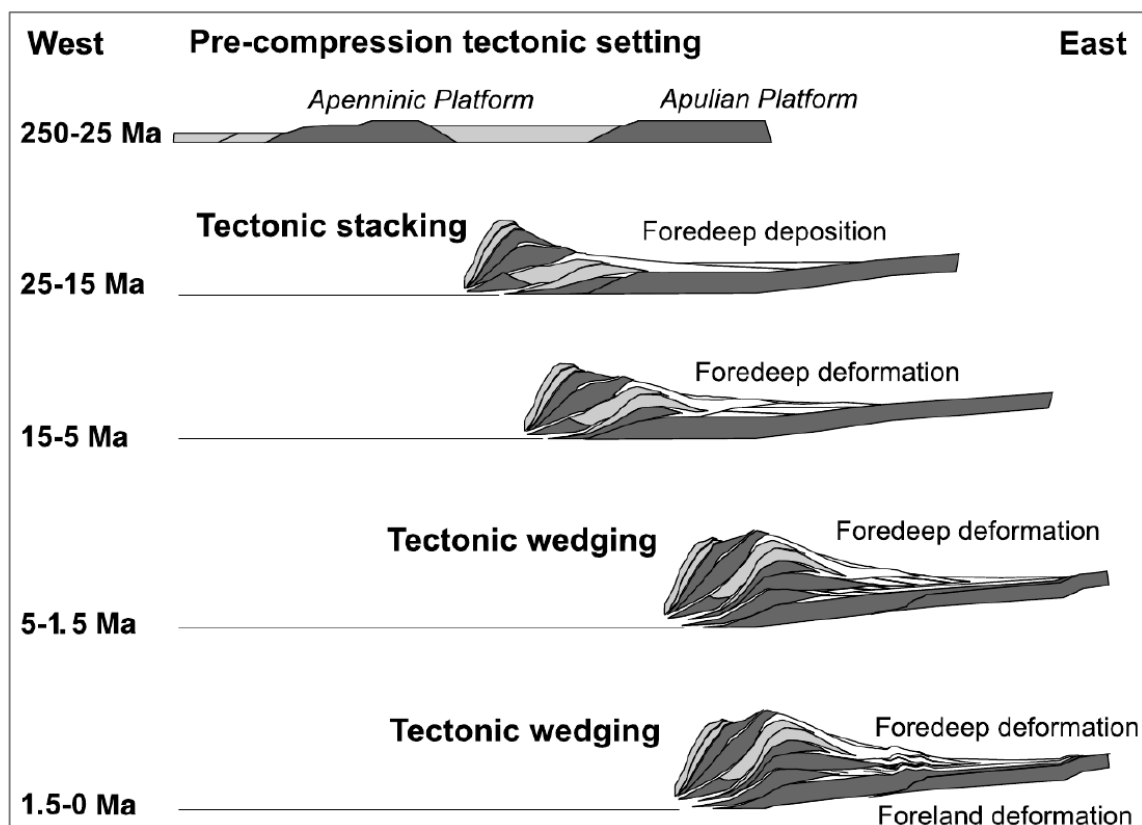 West Pre-compression tectonic setting East
Apenninic Platform Apulian Platform
250-25 Ma
Tectonic stacking Foredeep deposition
25-15 Ma
Foredeep deformation
15-5 Ma
Tectonic wedging Foredeep deformation
5-1.5 Ma
Tectonic wedging Foredeep deformation
1.5-0 Ma Foreland deformation